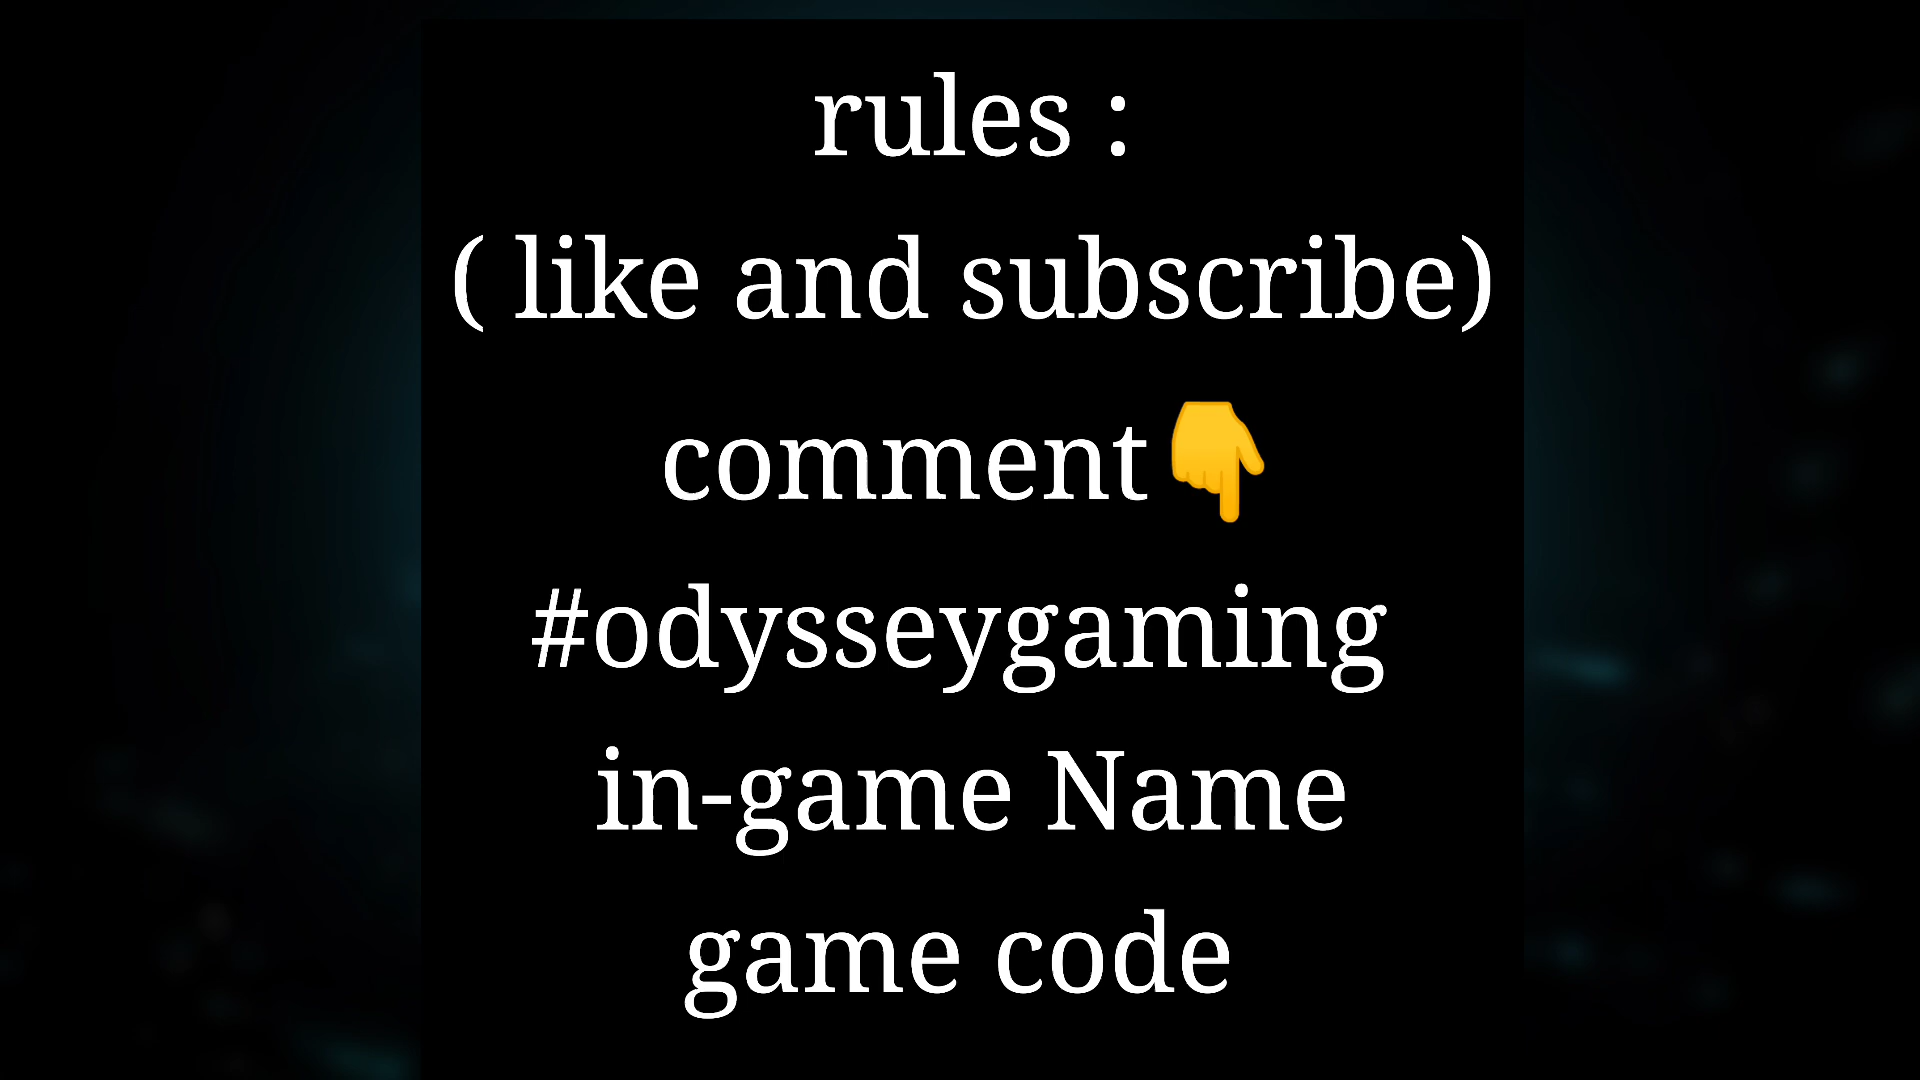 rules :
( like and subscribe)
comment👇
#odysseygaming
in-game Name
game code